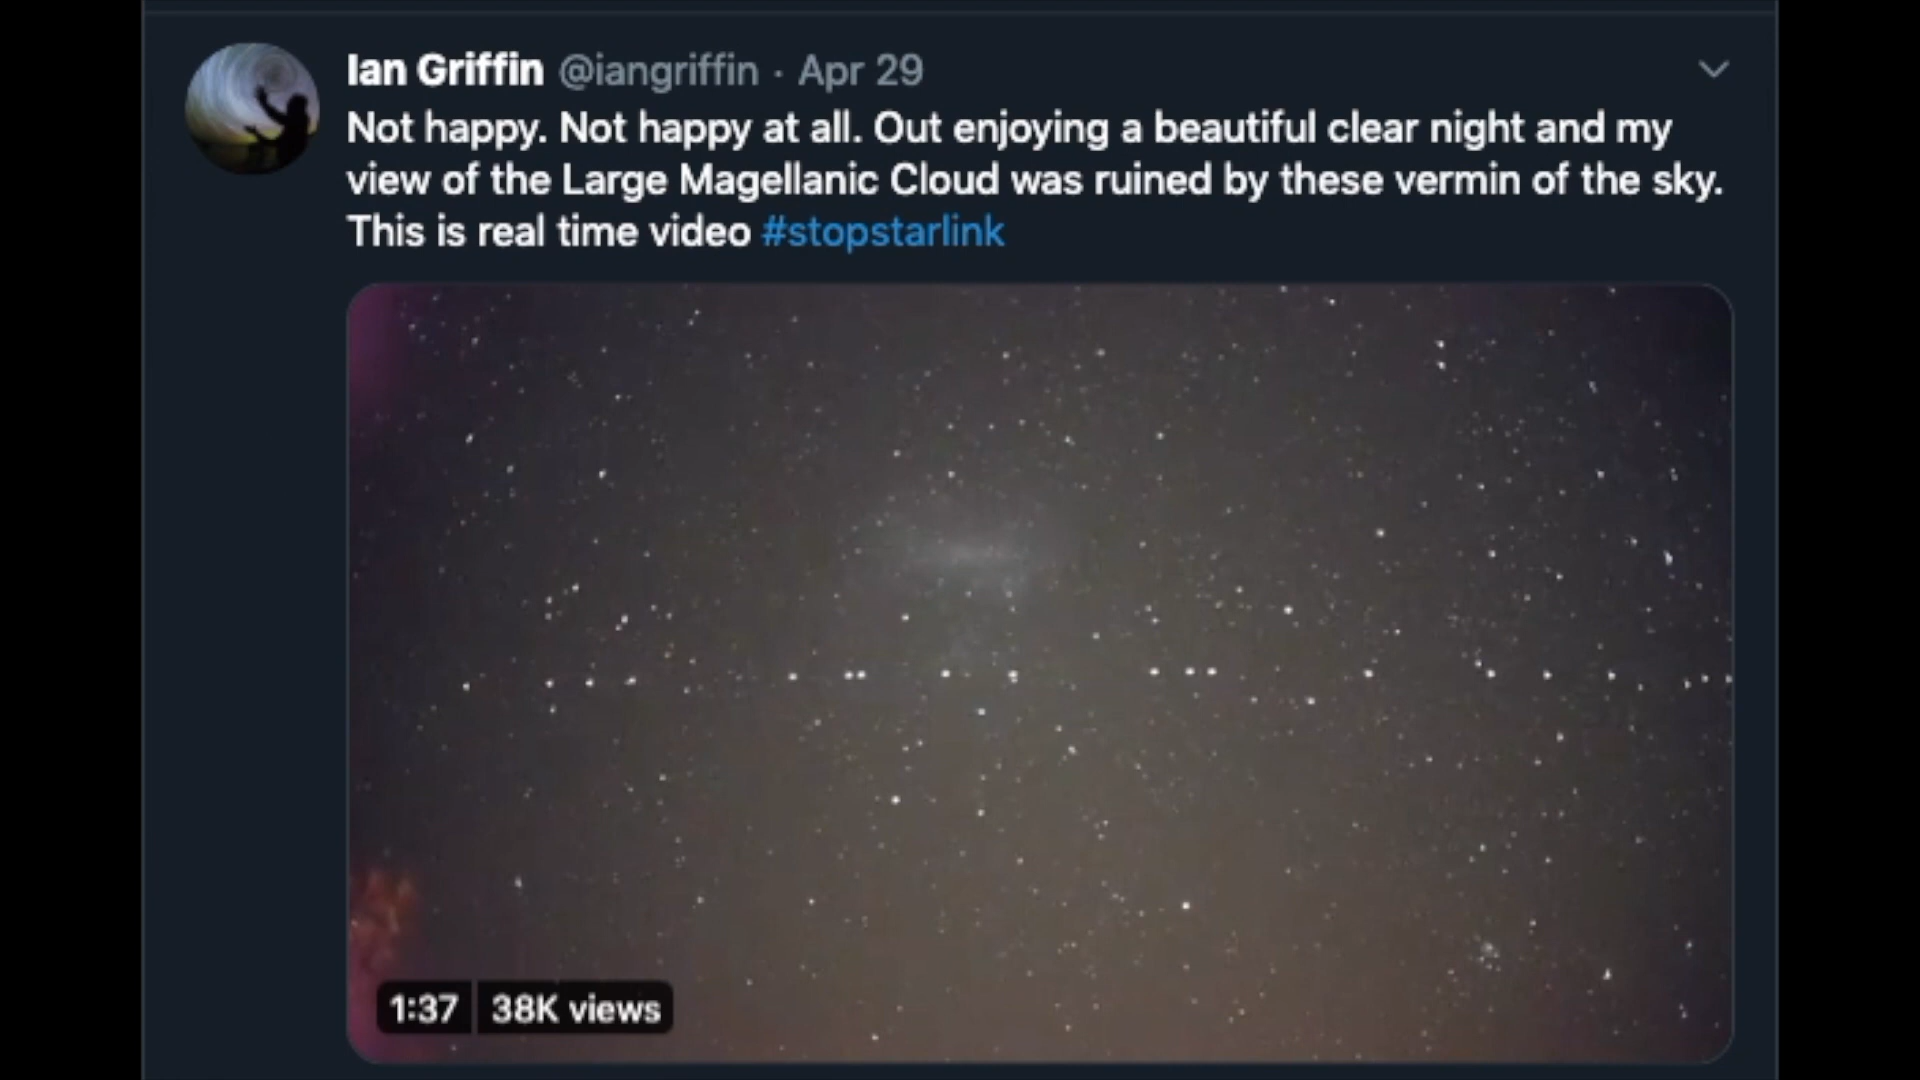 Ian Griffin @iangriffin · Apr 29
Not happy. Not happy at all. Out enjoying a beautiful clear night and my
view of the Large Magellanic Cloud was ruined by these vermin of the sky.
This is real time video #stopstarlink
1:37 38K views